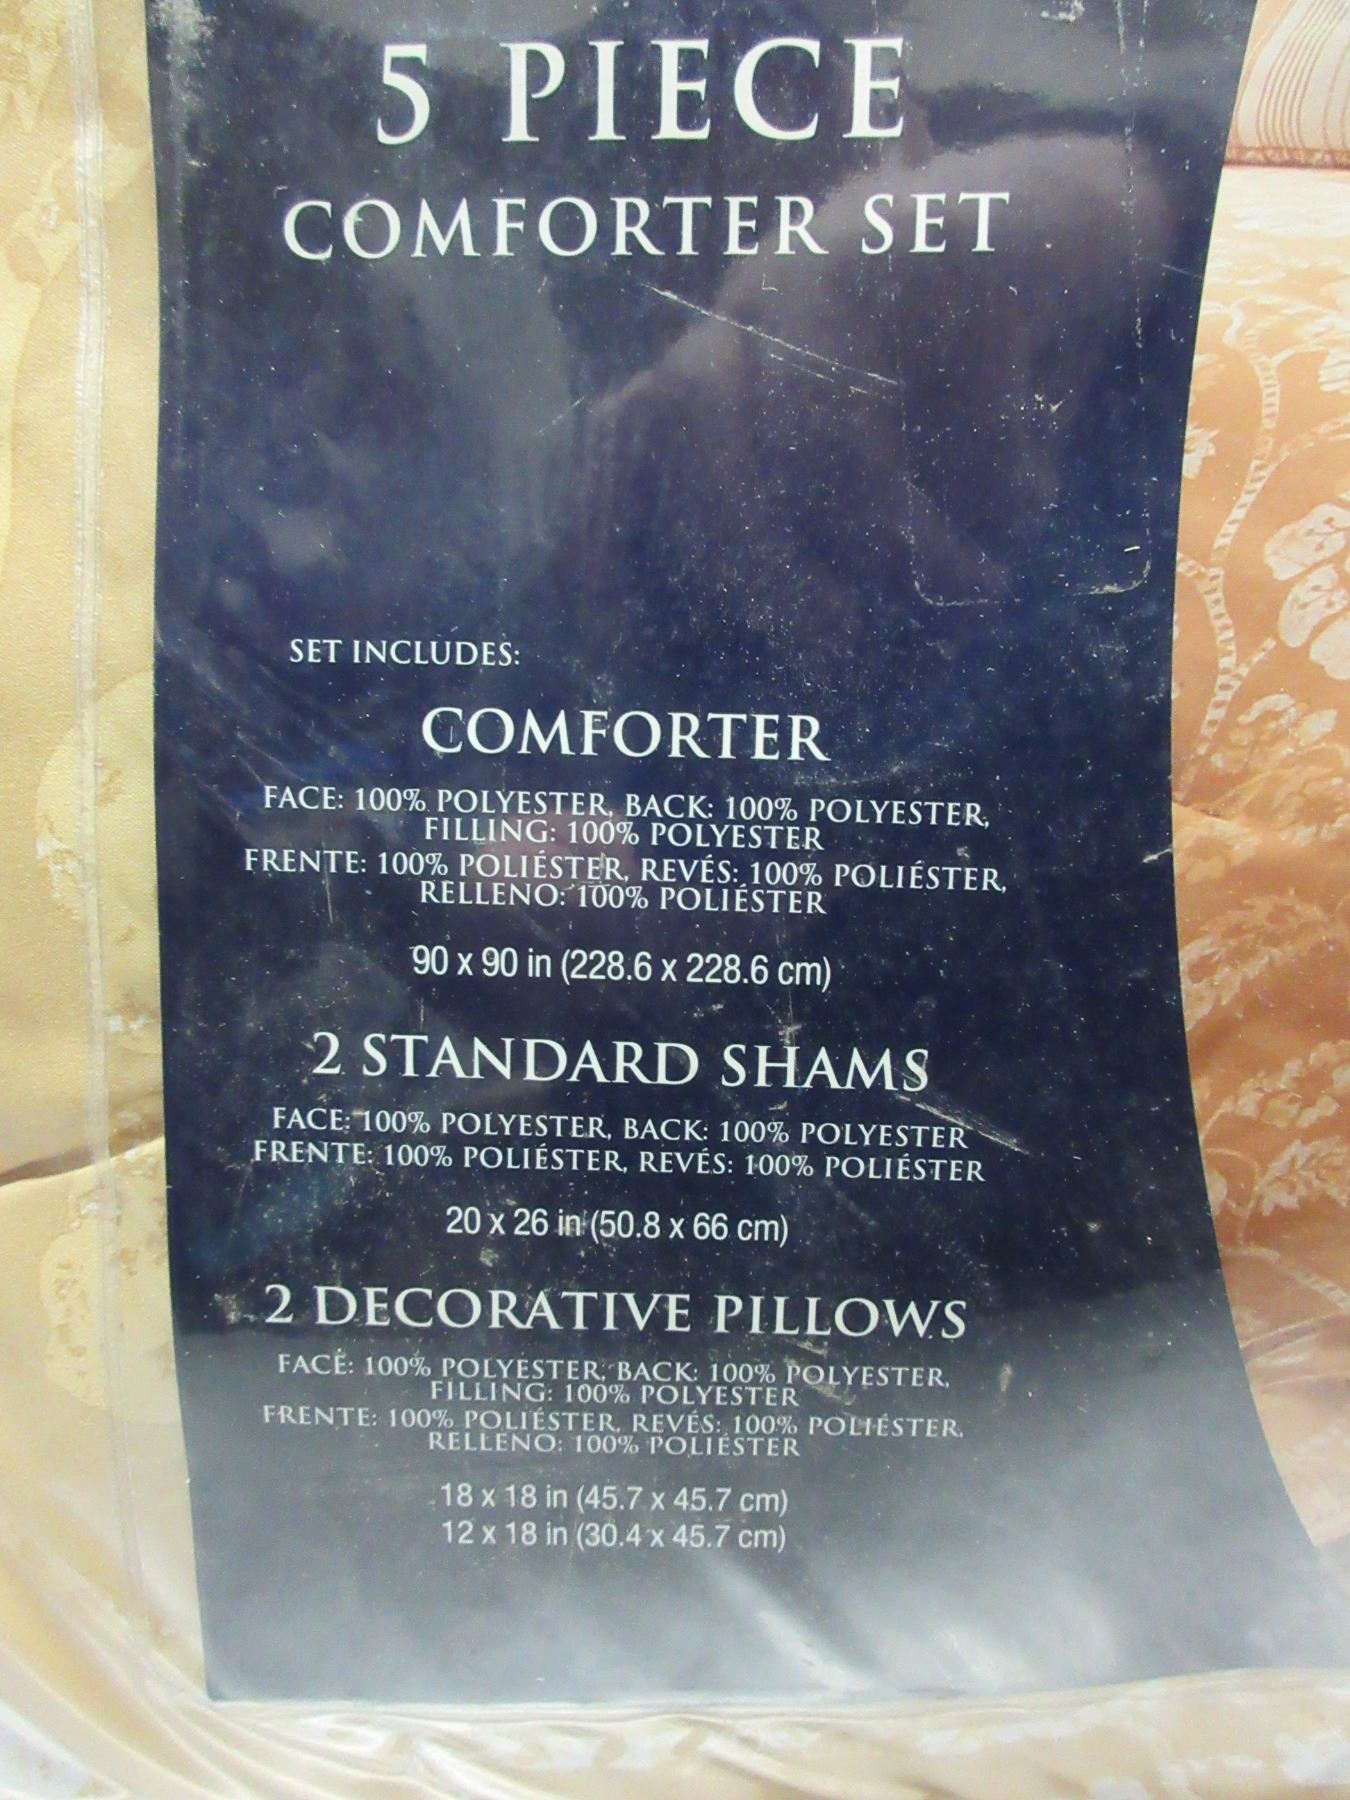 5 PIECE
COMFORTER SET
SET INCLUDES:
COMFORTER
FACE: 100% POLYESTER, BACK: 100% POLYESTER,
FILLING: 100% POLYESTER
FRENTE: 100% POLIÉSTER, REVÉS: 100% POLIÉSTER,
RELLENO: 100% POLIÉSTER
90 x 90 in (228.6 x 228.6 cm)
2 STANDARD SHAMS
FACE: 100% POLYESTER, BACK: 100% POLYESTER
FRENTE: 100% POLIÉSTER, REVÉS: 100% POLIÉSTER
20 x 26 in (50.8 x 66 cm)
2 DECORATIVE PILLOWS
FACE: 100% POLYESTER, BACK: 100% POLYESTER,
FILLING: 100% POLYESTER
FRENTE: 100% POLIÉSTER, REVÉS: 100% POLIÉSTER,
RELLENO: 100% POLIÉSTER
18 x 18 in (45.7 x 45.7 cm)
12 x 18 in (30.4 x 45.7 cm)